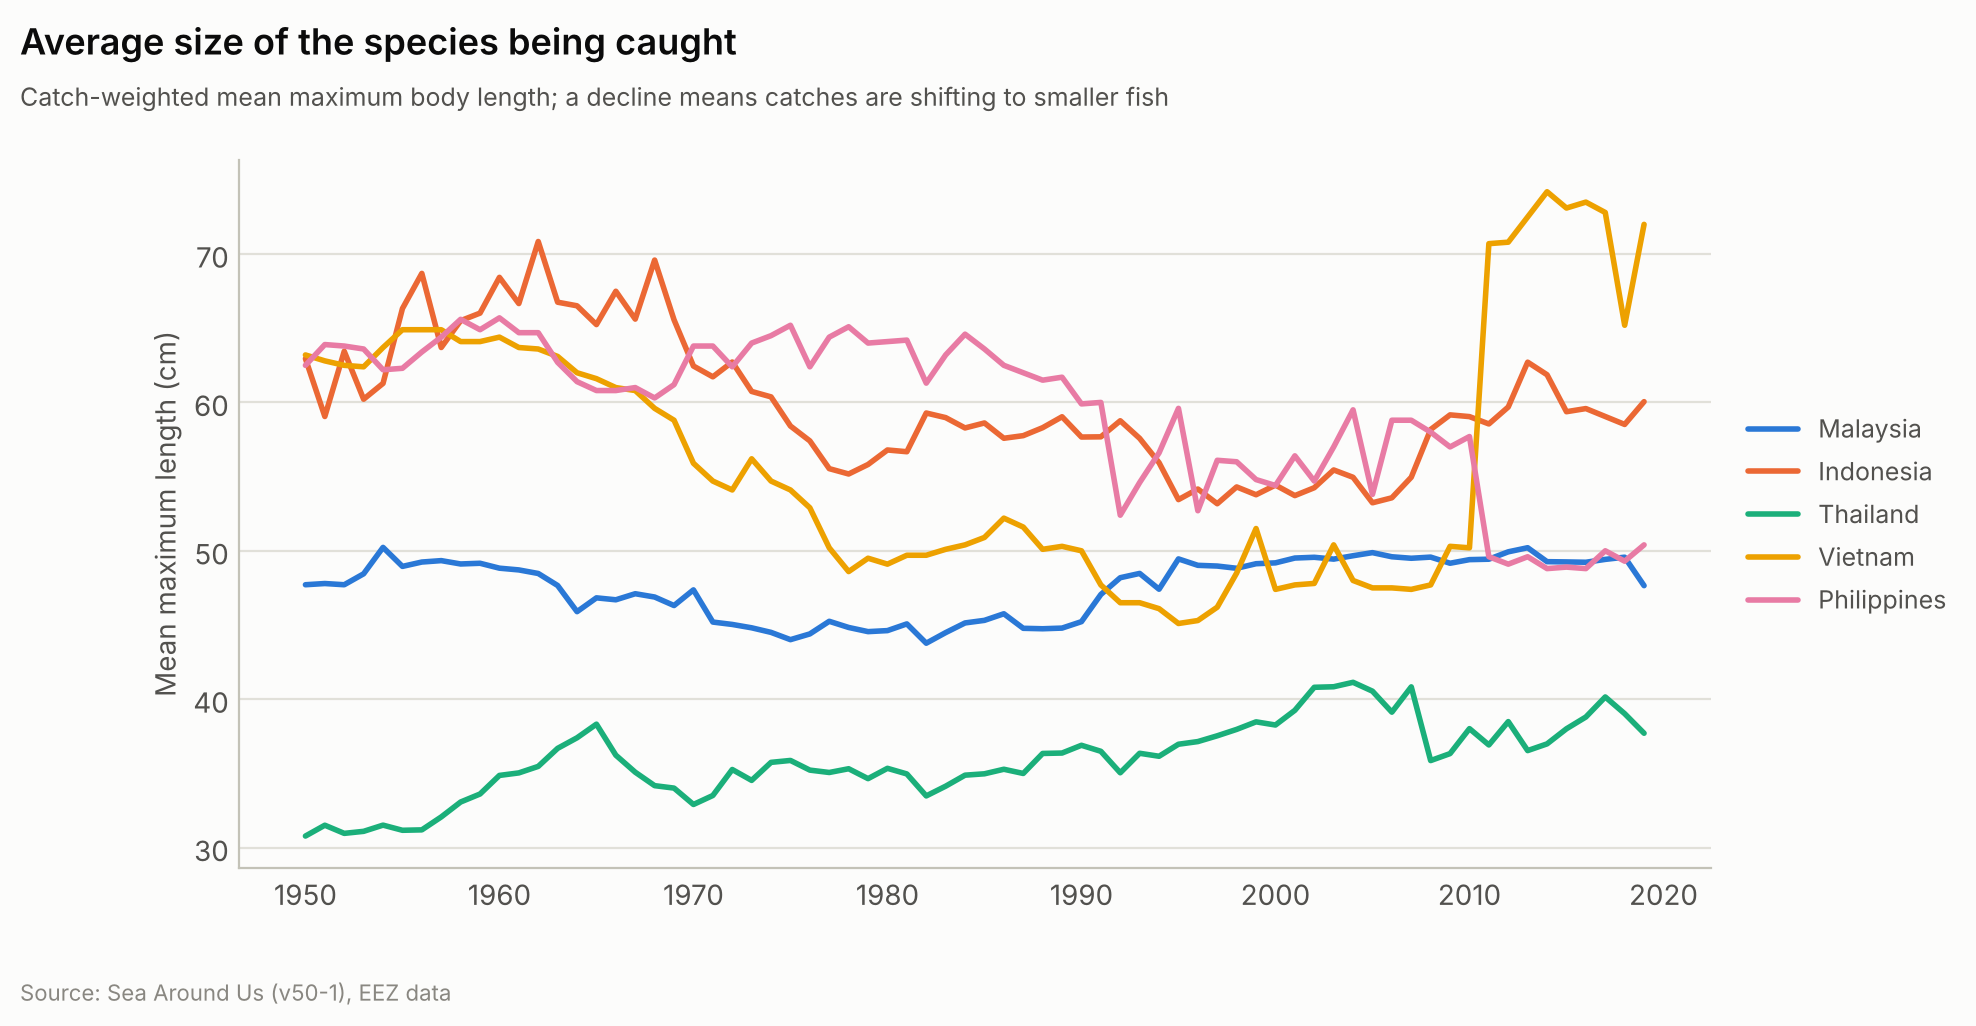 Average size of the species being caught
Catch-weighted mean maximum body length; a decline means catches are shifting to smaller fish
Mean maximum length (cm)
70
60
50
40
30
1950
1960
1970
1980
1990
2000
2010
2020
Malaysia
Indonesia
Thailand
Vietnam
Philippines
Source: Sea Around Us (v50-1), EEZ data